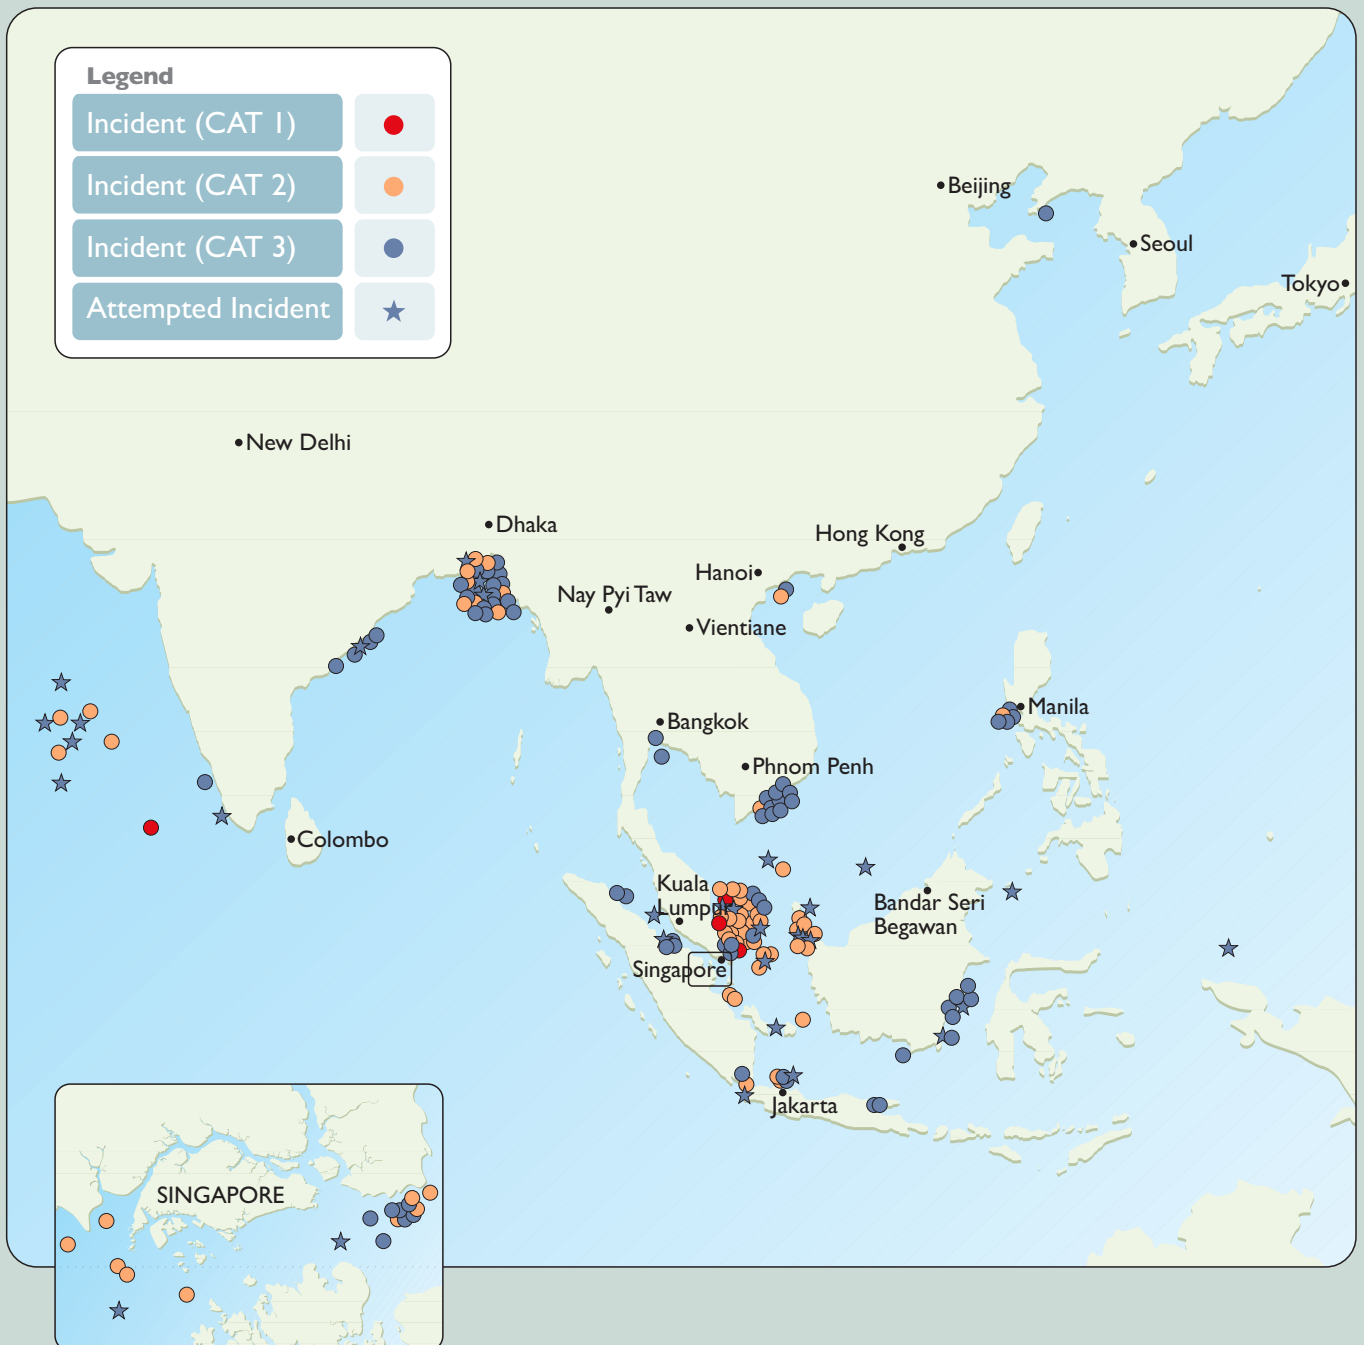 Legend
Incident (CAT 1)
Incident (CAT 2)
Incident (CAT 3)
Attempted Incident
Beijing
Seoul
Tokyo
New Delhi
Dhaka
Hong Kong
Hanoi
Nay Pyi Taw
Vientiane
Manila
Bangkok
Phnom Penh
Colombo
Kuala
Lumpur
Bandar Seri
Begawan
Singapore
Jakarta
SINGAPORE